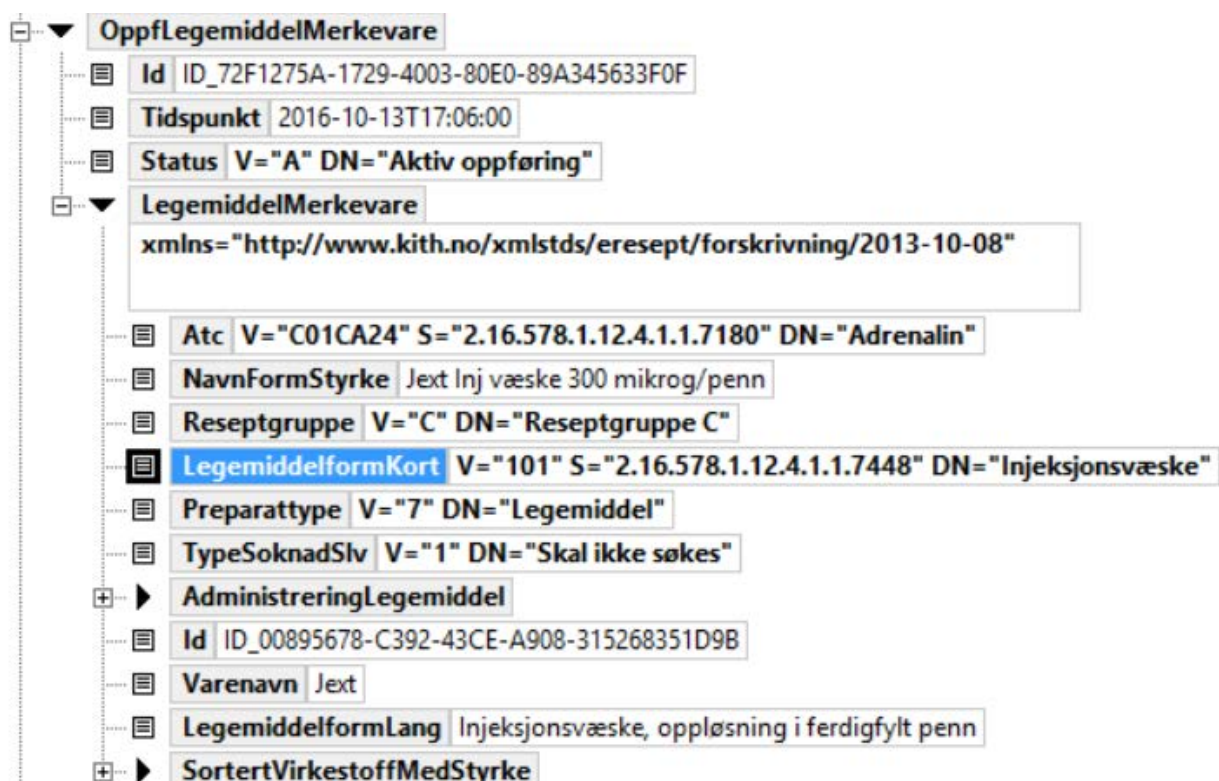 OppfLegemiddelMerkevare
Id ID_72F1275A-1729-4003-80E0-89A345633F0F
Tidspunkt 2016-10-13T17:06:00
Status V="A" DN="Aktiv oppføring"
LegemiddelMerkevare
xmlns="http://www.kith.no/xmlstds/eresept/forskrivning/2013-10-08"
Atc V="C01CA24" S="2.16.578.1.12.4.1.1.7180" DN="Adrenalin"
NavnFormStyrke Jext Inj væske 300 mikrog/penn
Reseptgruppe V="C" DN="Reseptgruppe C"
LegemiddelformKort V="101" S="2.16.578.1.12.4.1.1.7448" DN="Injeksjonsvæske"
Preparattype V="7" DN="Legemiddel"
TypeSoknadSlv V="1" DN="Skal ikke søkes"
AdministreringLegemiddel
Id ID_00895678-C392-43CE-A908-315268351D9B
Varenavn Jext
LegemiddelformLang Injeksjonsvæske, oppløsning i ferdigfylt penn
SortertVirkestoffMedStyrke